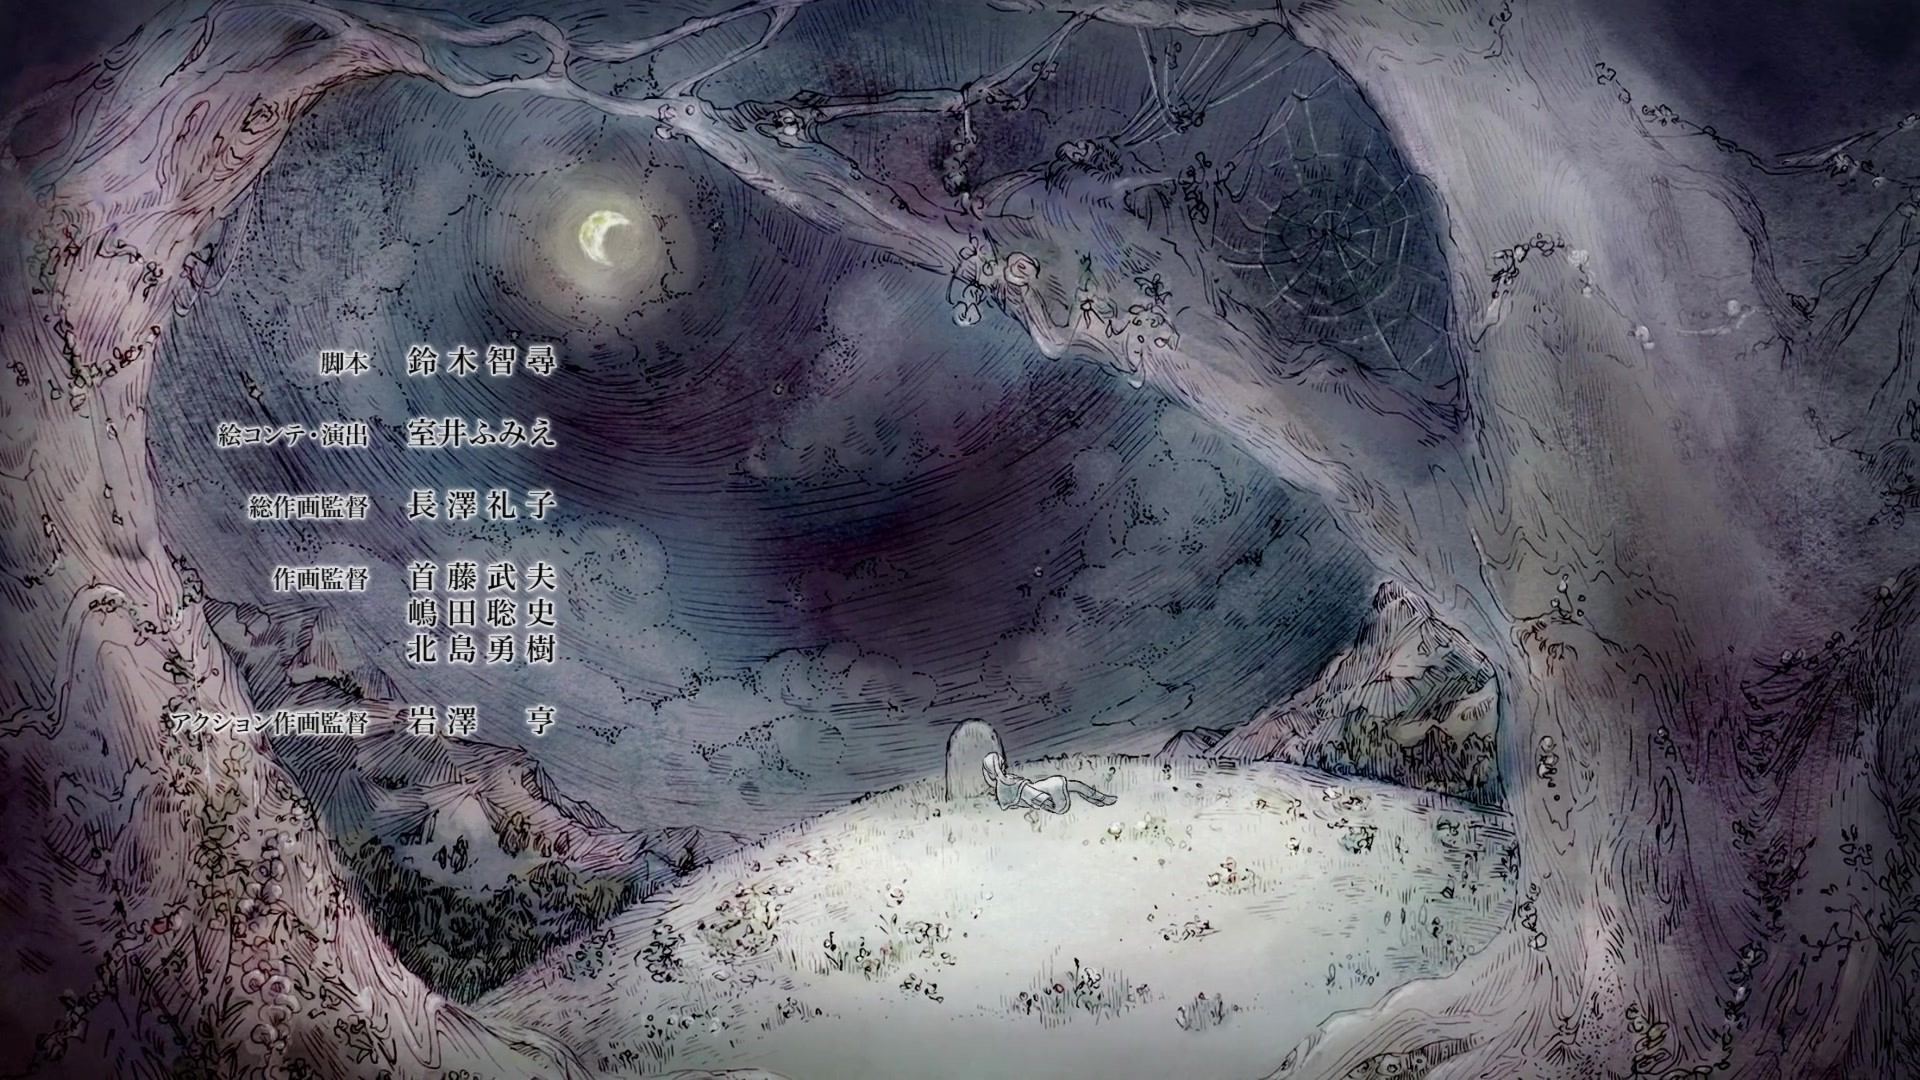 脚本 鈴木智尋
絵コンテ・演出 室井ふみえ
総作画監督 長澤礼子
作画監督 首藤武夫
嶋田聡史
北島勇樹
アクション作画監督 岩澤 亨